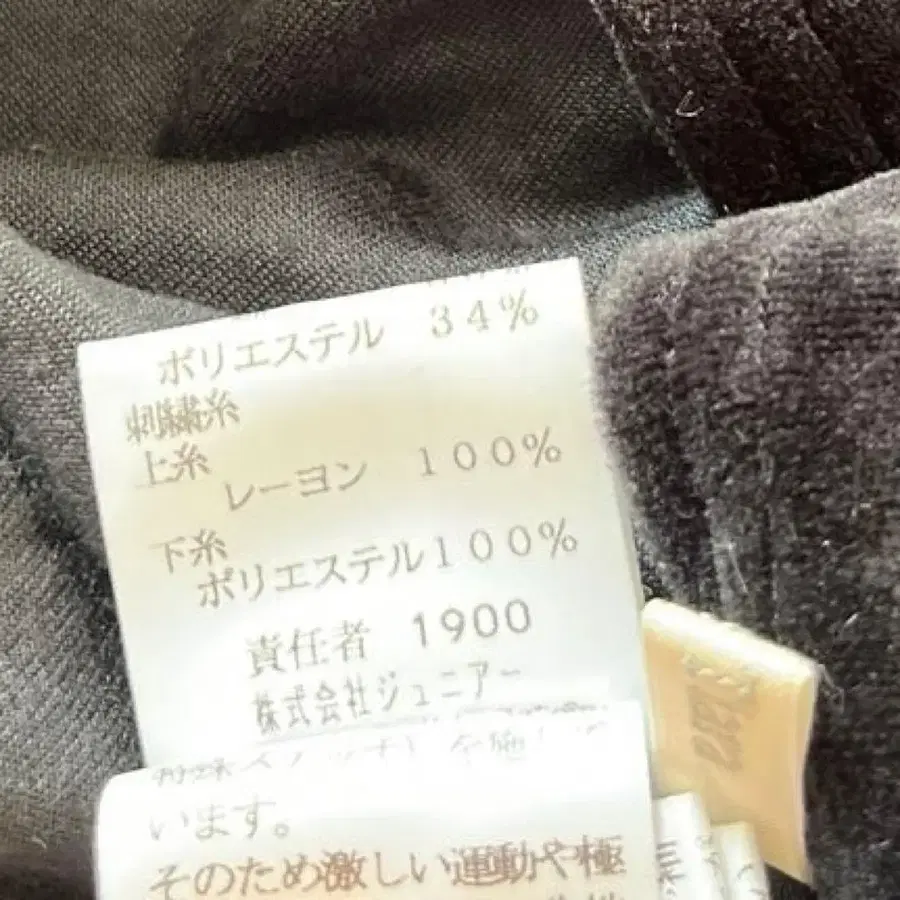 ポリエステル 34%
刺繍糸
上糸
レーヨン 100%
下糸
ポリエステル100%
責任者 1900
株式会社ジュニアー
います。
そのため激しい運動や極